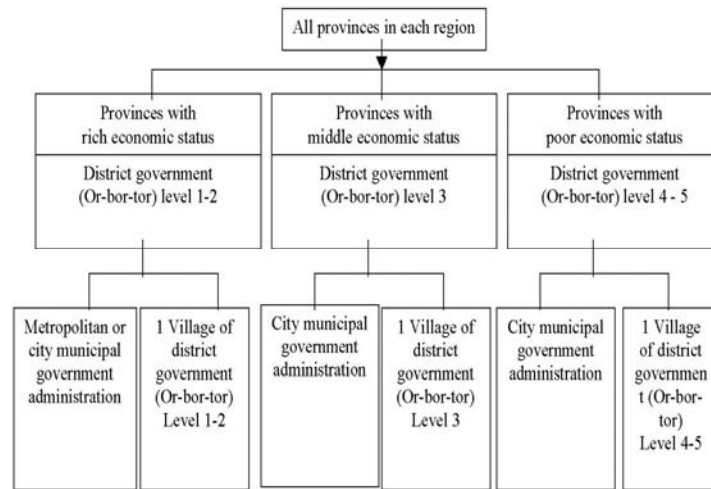 All provinces in each region
Provinces with
rich economic status
District government
(Or-bor-tor) level 1-2
Provinces with
middle economic status
District government
(Or-bor-tor) level 3
Provinces with
poor economic status
District government
(Or-bor-tor) level 4 - 5
Metropolitan or
city municipal
government
administration
1 Village of
district
government
(Or-bor-tor)
Level 1-2
City municipal
government
administration
1 Village of
district
government
(Or-bor-tor)
Level 3
City municipal
government
administration
1 Village
of district
governmen
t (Or-bor-
tor)
Level 4-5